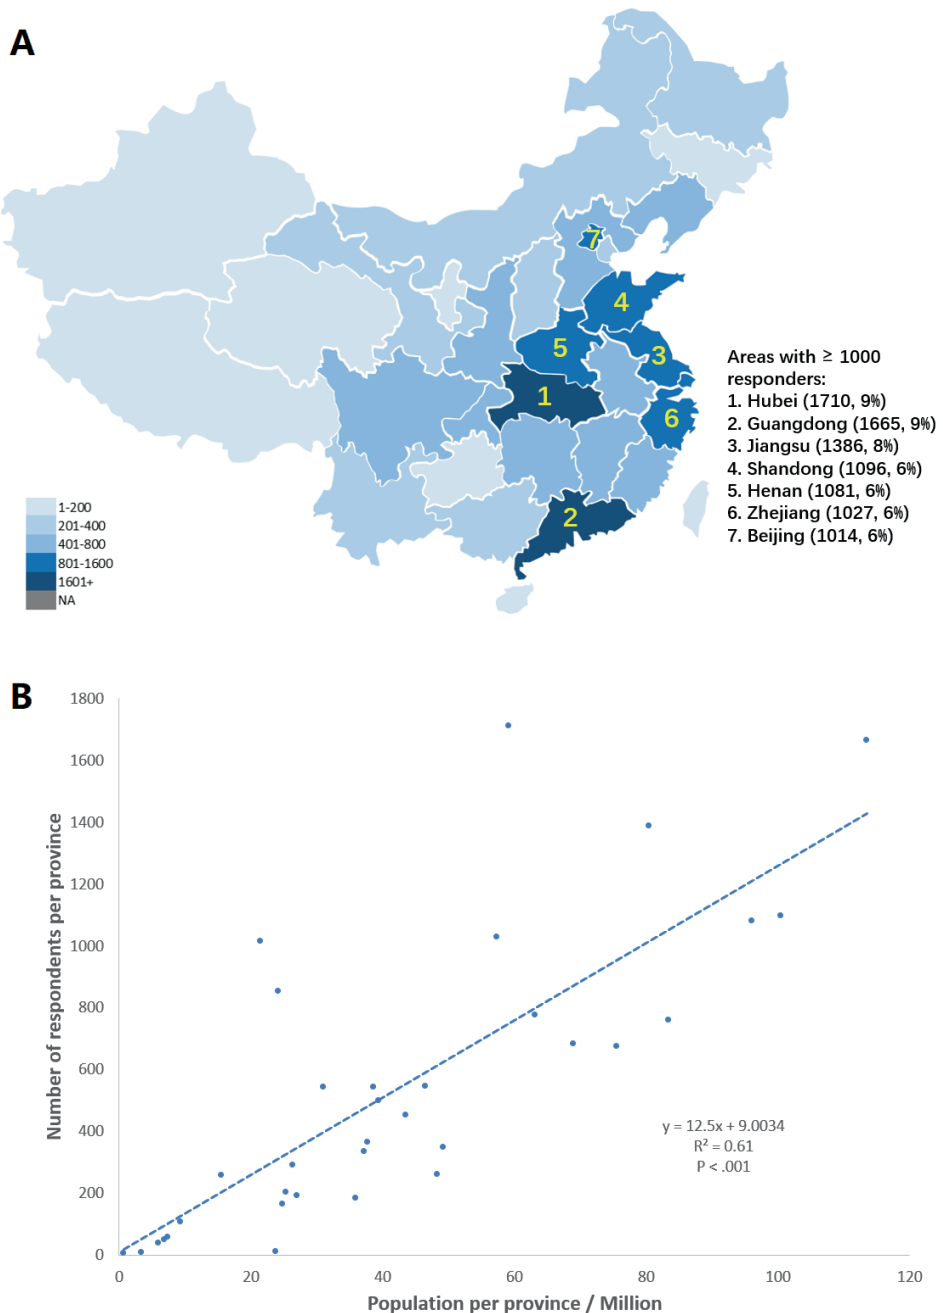 A
7
4
3
5
1
6
2
Areas with ≥ 1000
responders:
1. Hubei (1710, 9%)
2. Guangdong (1665, 9%)
3. Jiangsu (1386, 8%)
4. Shandong (1096, 6%)
5. Henan (1081, 6%)
6. Zhejiang (1027, 6%)
7. Beijing (1014, 6%)
1-200
201-400
401-800
801-1600
1601+
NA
B
Number of respondents per province
1800
1600
1400
1200
1000
800
600
400
200
0
y = 12.5x + 9.0034
R² = 0.61
P < .001
0 20 40 60 80 100 120
Population per province / Million